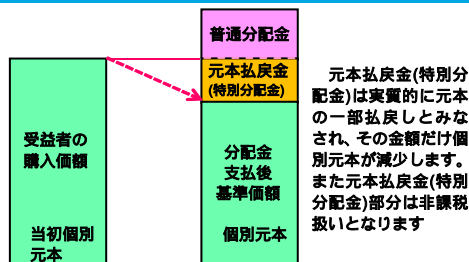 普通分配金
元本払戻金
(特別分配金)
受益者の
購入価額
当初個別
元本
分配金
支払後
基準価額
個別元本
元本払戻金(特別分
配金)は実質的に元本
の一部払戻しとみな
され、その金額だけ個
別元本が減少します。
また元本払戻金(特別
分配金)部分は非課税
扱いとなります